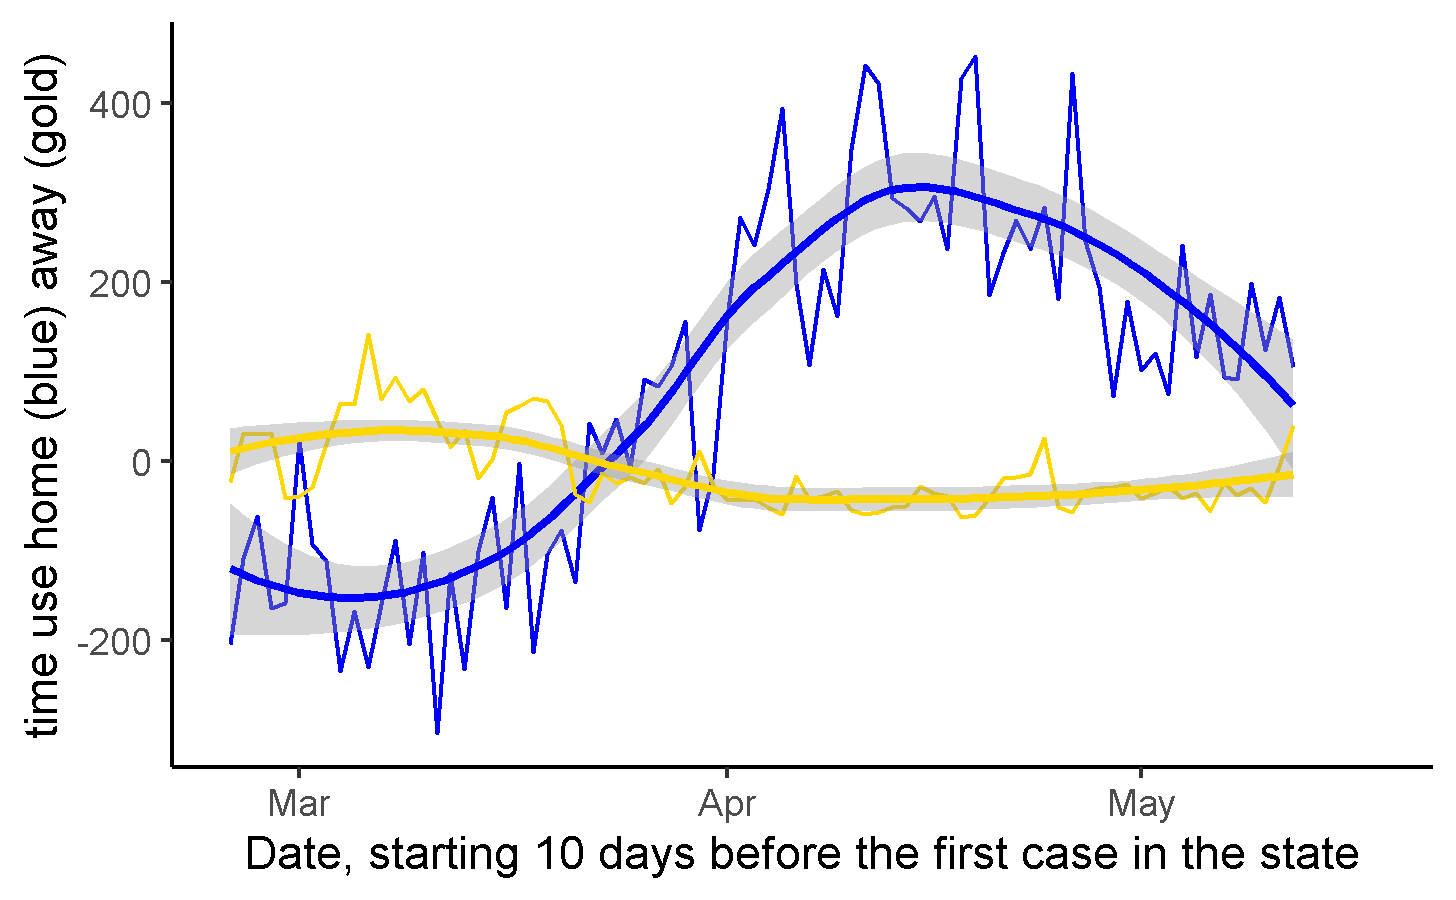 time use home (blue) away (gold)
400
200
0
-200
Mar Apr May
Date, starting 10 days before the first case in the state